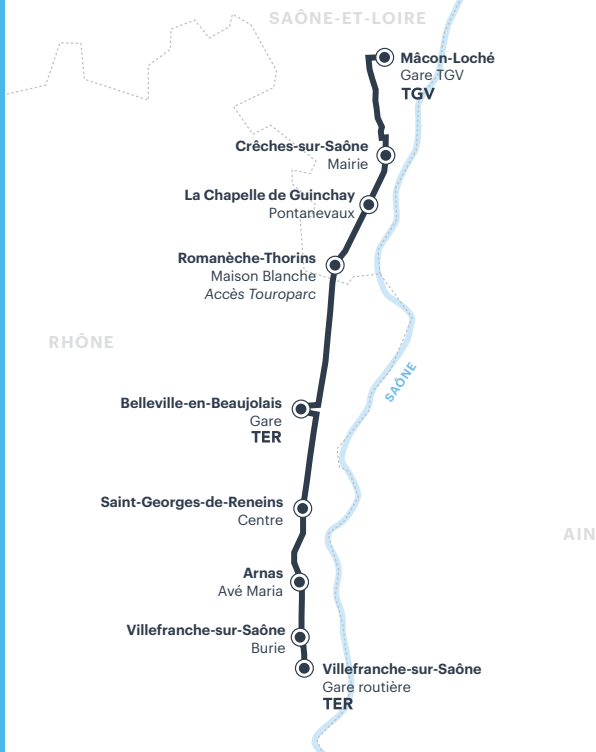 SAÔNE-ET-LOIRE
Mâcon-Loché
Gare TGV
TGV
Crêches-sur-Saône
Mairie
La Chapelle de Guinchay
Pontanevaux
Romanèche-Thorins
Maison Blanche
Accès Touroparc
RHÔNE
SAÔNE
Belleville-en-Beaujolais
Gare
TER
Saint-Georges-de-Reneins
Centre
AIN
Arnas
Avé Maria
Villefranche-sur-Saône
Burie
Villefranche-sur-Saône
Gare routière
TER